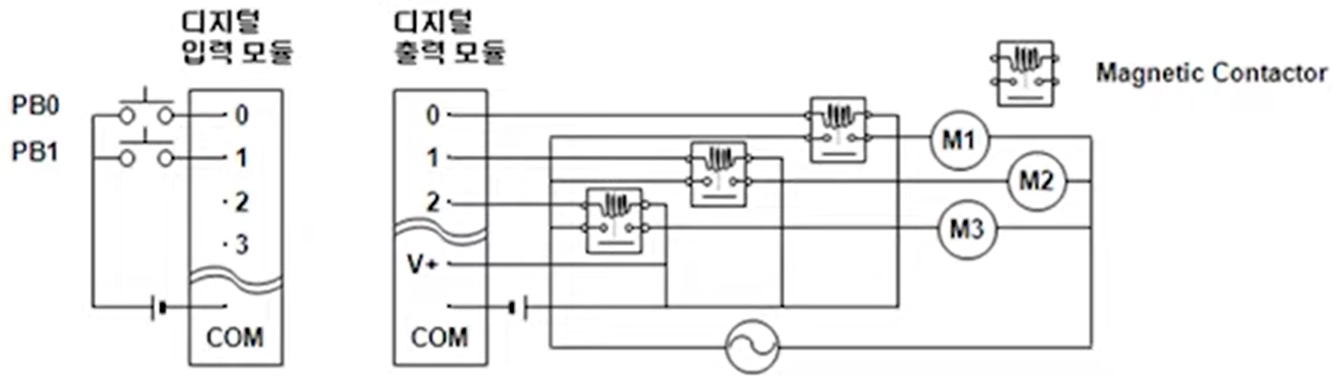 디지털
입력 모듈
디지털
출력 모듈
Magnetic Contactor
PB0
PB1
0
1
2
3
COM
0
1
2
V+
COM
M1
M2
M3